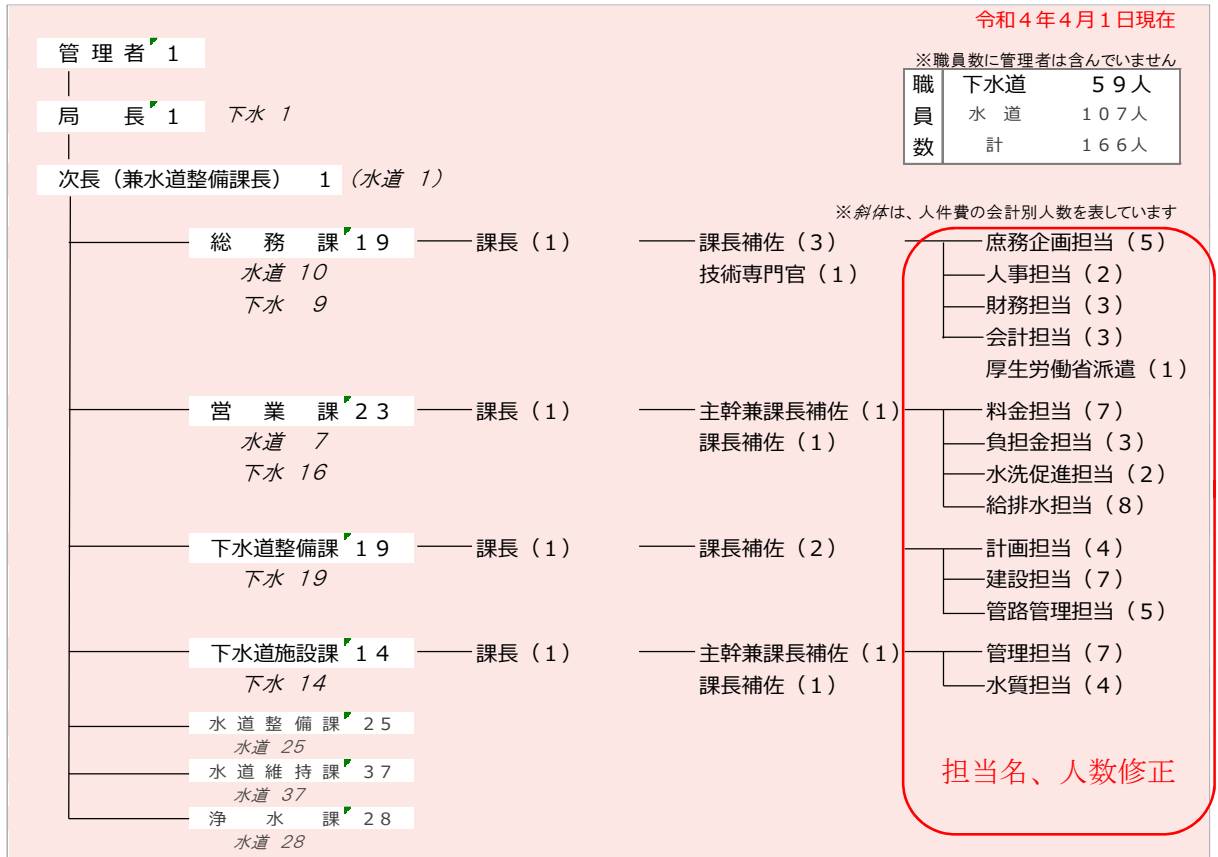 令和４年４月１日現在
管 理 者 1
※職員数に管理者は含んでいません
職員数
下水道 ５９人
水 道 １０７人
計 １６６人
局 長 1 下水 1
次長（兼水道整備課長） 1 (水道 1)
※斜体は、人件費の会計別人数を表しています
総 務 課 1 9 課長（１） 課長補佐（３） 庶務企画担当（５）
水道 10 技術専門官（１） 人事担当（２）
下水 9 財務担当（３）
会計担当（３）
厚生労働省派遣（１）
営 業 課 2 3 課長（１） 主幹兼課長補佐（１） 料金担当（７）
水道 7 課長補佐（１） 負担金担当（３）
下水 16 水洗促進担当（２）
給排水担当（８）
下水道整備課 1 9 課長（１） 課長補佐（２） 計画担当（４）
下水 19 建設担当（７）
管路管理担当（５）
下水道施設課 1 4 課長（１） 主幹兼課長補佐（１） 管理担当（７）
下水 14 課長補佐（１） 水質担当（４）
水 道 整 備 課 2 5
水道 25
水 道 維 持 課 3 7
水道 37
浄 水 課 2 8
水道 28
担当名、人数修正